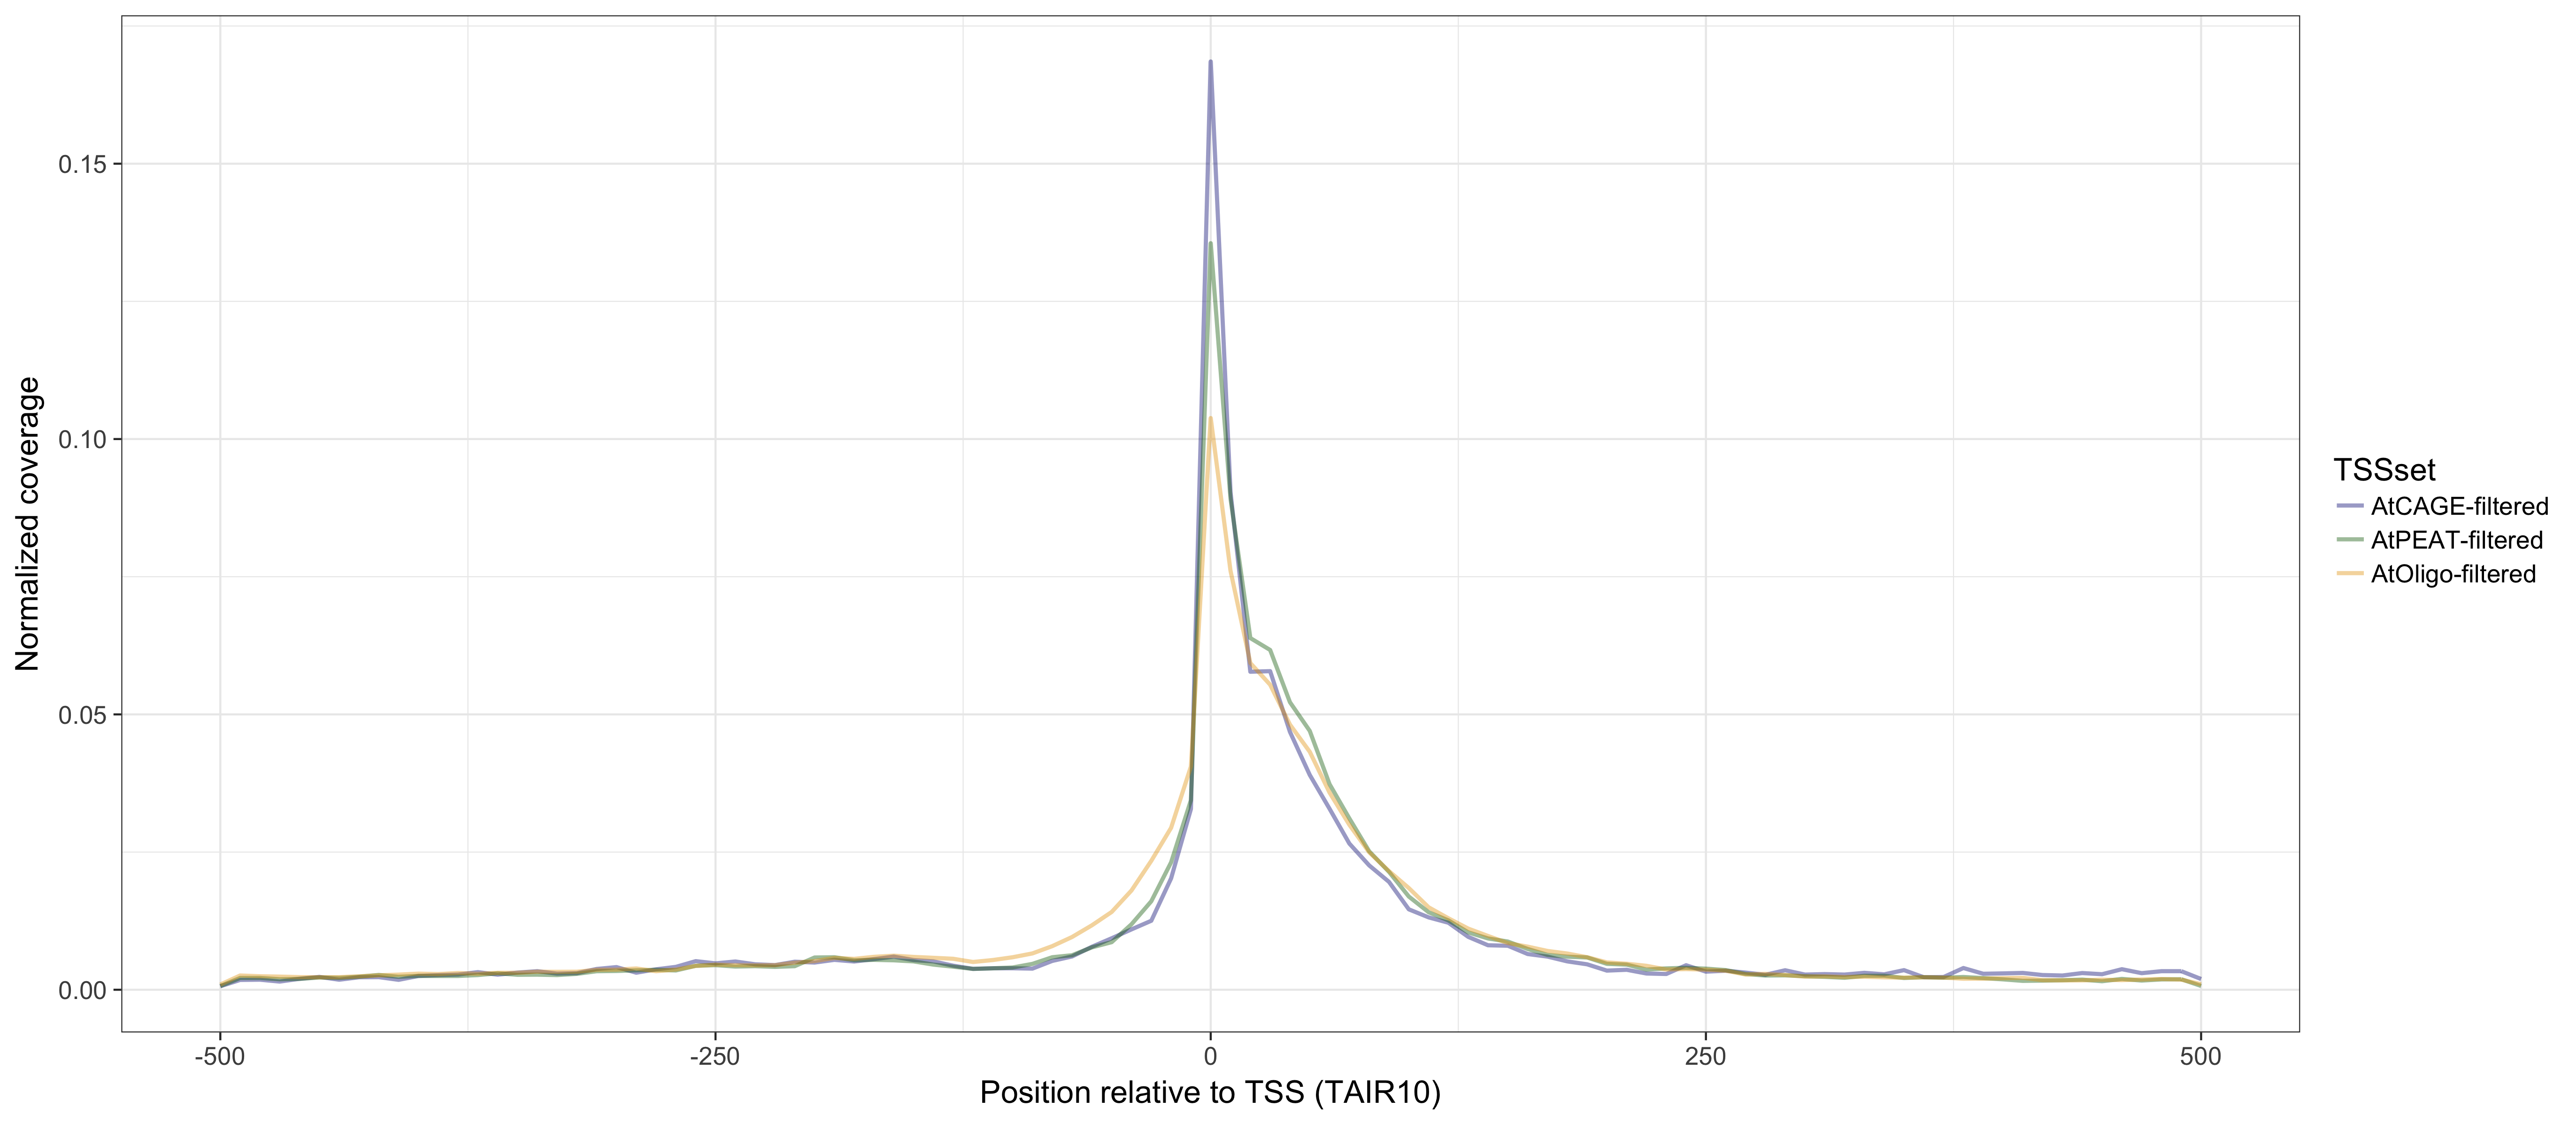 Normalized coverage
0.15
0.10
0.05
0.00
-500
-250
0
250
500
Position relative to TSS (TAIR10)
TSSset
AtCAGE-filtered
AtPEAT-filtered
AtOligo-filtered